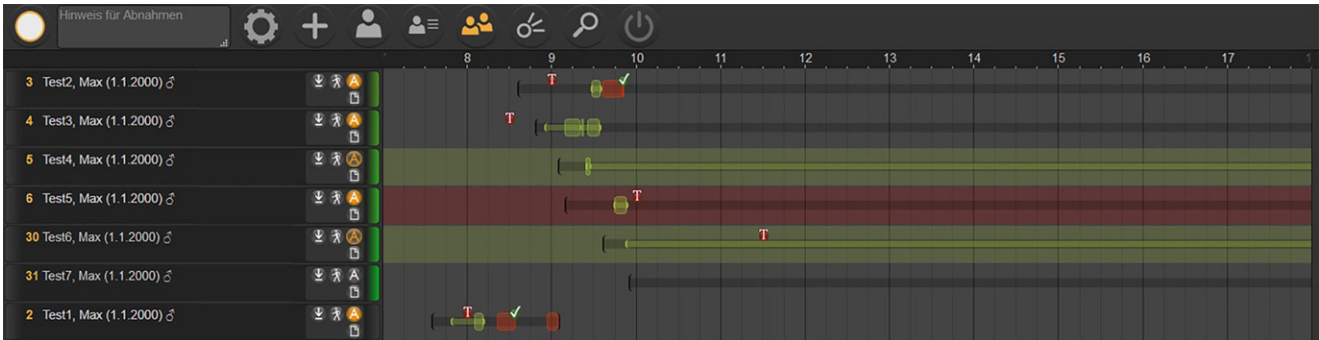 Hinweis für Abnahmen
8 9 10 11 12 13 14 15 16 17
3 Test2, Max (1.1.2000) ♂ A
T
4 Test3, Max (1.1.2000) ♂ A
T
5 Test4, Max (1.1.2000) ♂ A
6 Test5, Max (1.1.2000) ♂ A
T
30 Test6, Max (1.1.2000) ♂ A
T
31 Test7, Max (1.1.2000) ♂ A
2 Test1, Max (1.1.2000) ♂ A
T